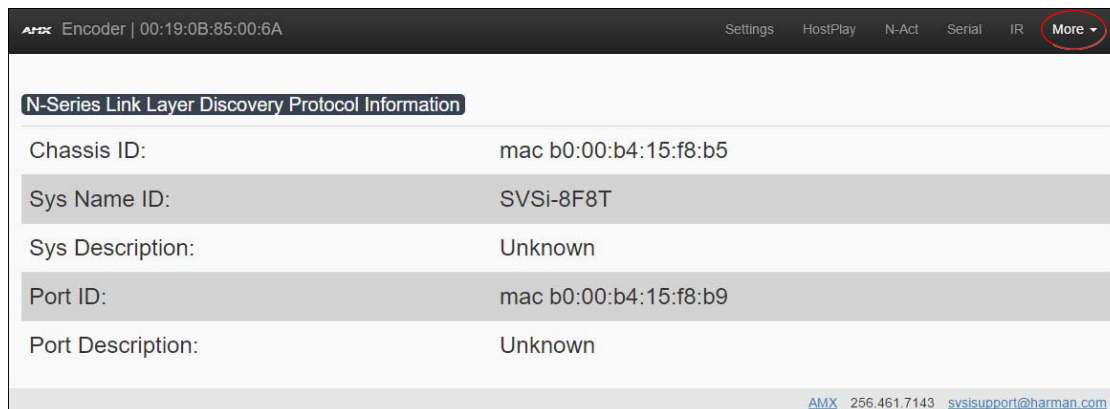 AMX Encoder | 00:19:0B:85:00:6A Settings HostPlay N-Act Serial IR More
N-Series Link Layer Discovery Protocol Information
Chassis ID: mac b0:00:b4:15:f8:b5
Sys Name ID: SVSi-8F8T
Sys Description: Unknown
Port ID: mac b0:00:b4:15:f8:b9
Port Description: Unknown
AMX 256.461.7143 svsisupport@harman.com